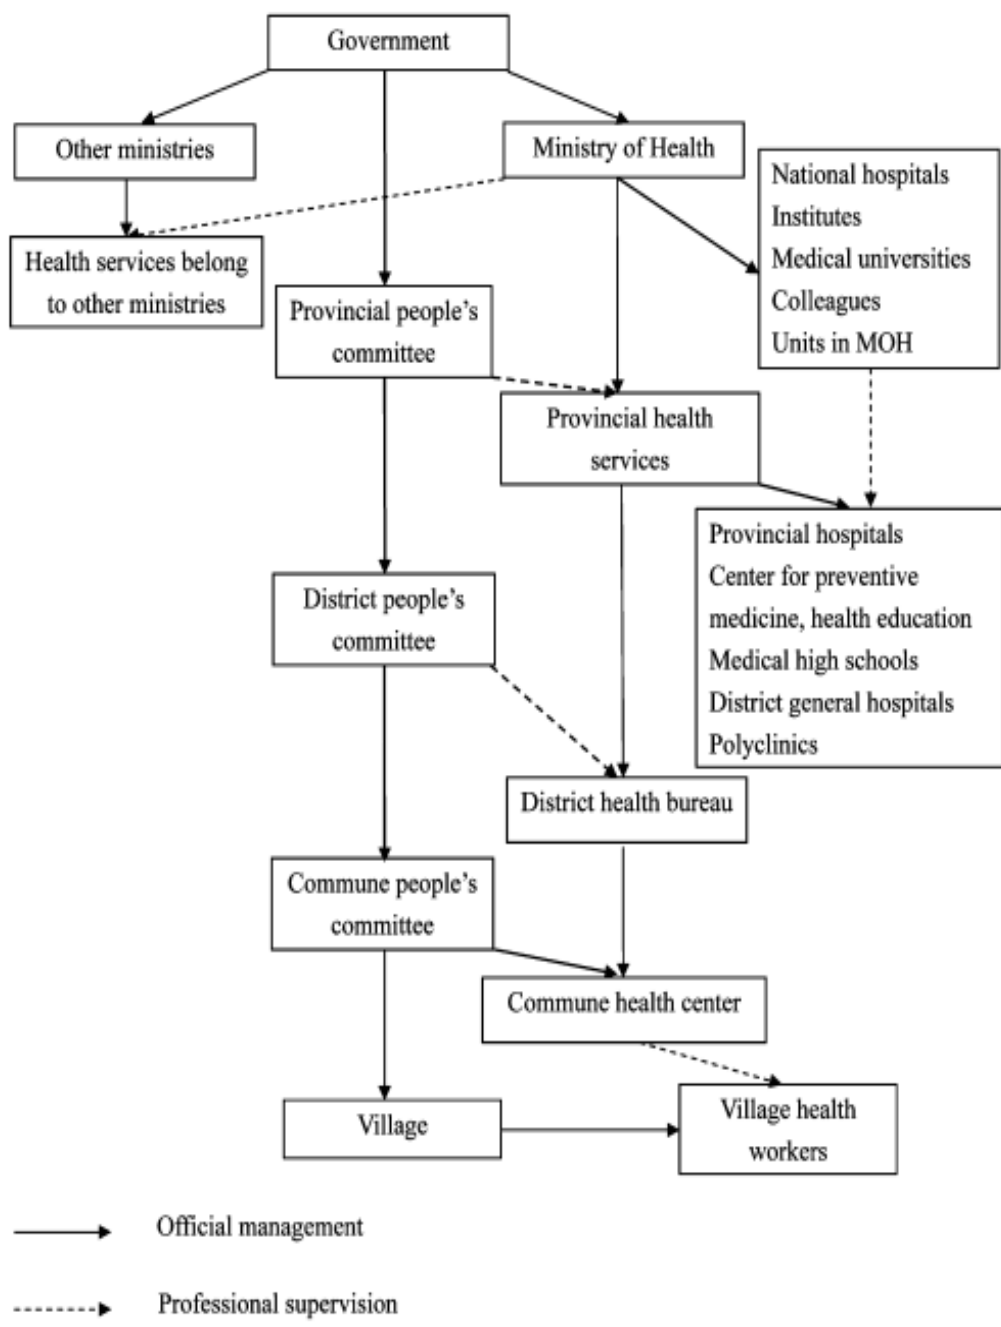 Government
Other ministries
Ministry of Health
National hospitals
Institutes
Medical universities
Colleagues
Units in MOH
Health services belong
to other ministries
Provincial people's
committee
Provincial health
services
Provincial hospitals
Center for preventive
medicine, health education
Medical high schools
District general hospitals
Polyclinics
District people's
committee
District health bureau
Commune people's
committee
Commune health center
Village
Village health
workers
Official management
Professional supervision